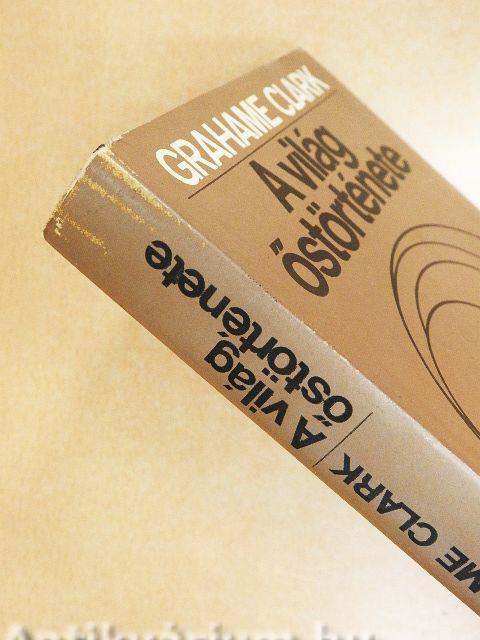 GRAHAME CLARK
A világ
őstörténete
A világ
őstörténete
ME CLARK